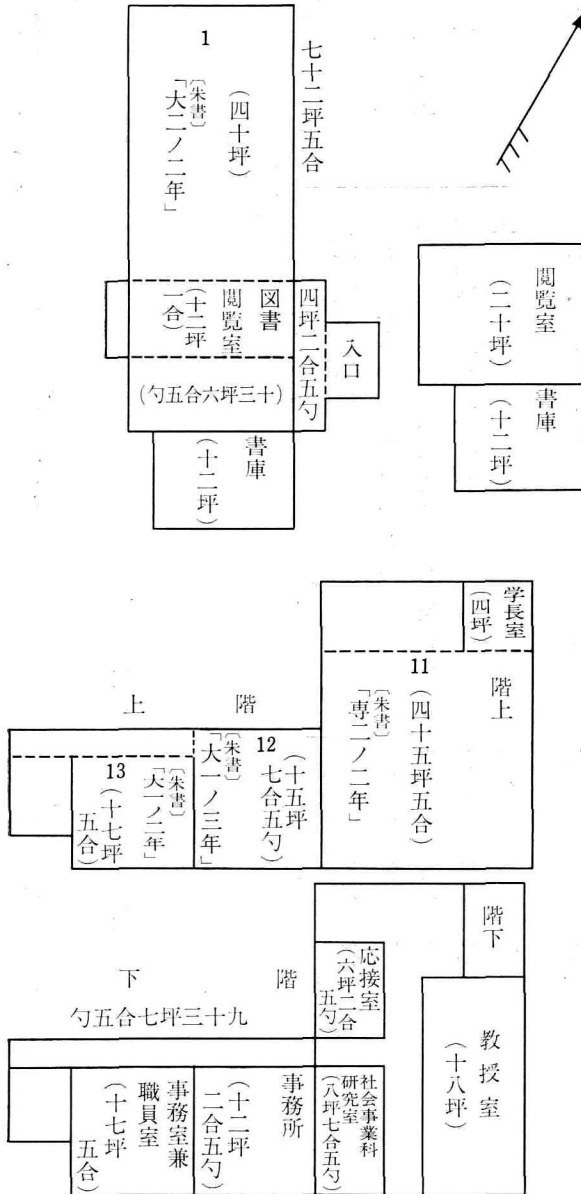 七十二坪五合
1
（四十坪）
〔朱書〕
「大二ノ二年」
図書
閲覧室
（十二坪
一合）
四坪二合五勺
入口
（十三坪六合五勺）
書庫
（十二坪）
閲覧室
（二十坪）
書庫
（十二坪）
学長室
（四坪）
階上
11
（四十五坪五合）
〔朱書〕
「専二ノ二年」
階上
12
（十五坪
七合五勺）
〔朱書〕
「大一ノ三年」
13
〔朱書〕
「大一ノ二年」
（十七坪
五合）
階下
教授室
（十八坪）
応接室
（六坪二合
五勺）
社会事業科
研究室
（八坪七合五勺）
階下
九十三坪七合五勺
事務所
（十二坪
二合五勺）
事務室兼
職員室
（十七坪
五合）